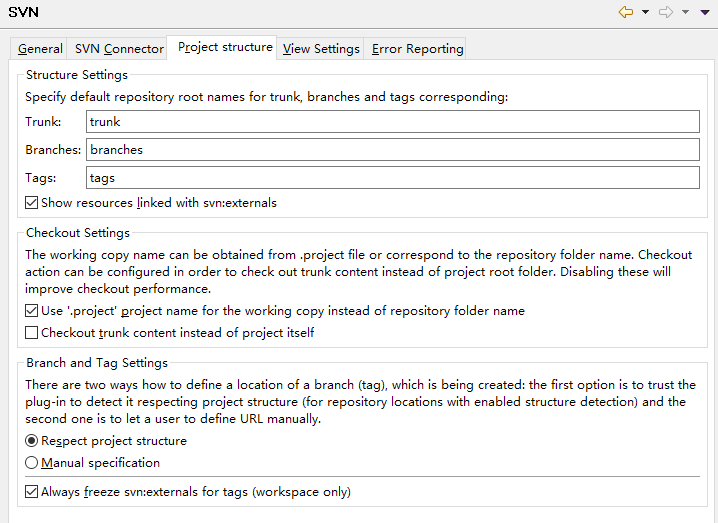 SVN
General
SVN Connector
Project structure
View Settings
Error Reporting
Structure Settings
Specify default repository root names for trunk, branches and tags corresponding:
Trunk: trunk
Branches: branches
Tags: tags
Show resources linked with svn:externals
Checkout Settings
The working copy name can be obtained from .project file or correspond to the repository folder name. Checkout
action can be configured in order to check out trunk content instead of project root folder. Disabling these will
improve checkout performance.
Use '.project' project name for the working copy instead of repository folder name
Checkout trunk content instead of project itself
Branch and Tag Settings
There are two ways how to define a location of a branch (tag), which is being created: the first option is to trust the
plug-in to detect it respecting project structure (for repository locations with enabled structure detection) and the
second one is to let a user to define URL manually.
Respect project structure
Manual specification
Always freeze svn:externals for tags (workspace only)